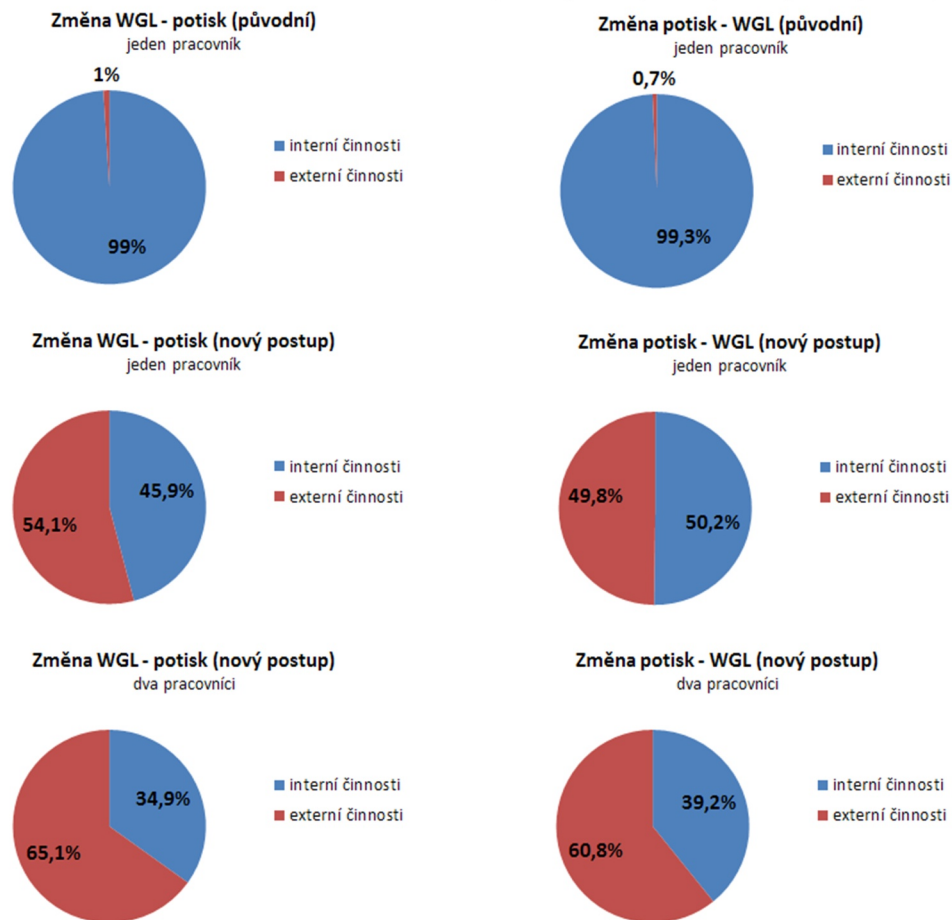 Změna WGL - potisk (původní)
jeden pracovník
1%
99%
interní činnosti
externí činnosti
Změna potisk - WGL (původní)
jeden pracovník
0,7%
99,3%
interní činnosti
externí činnosti
Změna WGL - potisk (nový postup)
jeden pracovník
45,9%
54,1%
interní činnosti
externí činnosti
Změna potisk - WGL (nový postup)
jeden pracovník
49,8%
50,2%
interní činnosti
externí činnosti
Změna WGL - potisk (nový postup)
dva pracovníci
34,9%
65,1%
interní činnosti
externí činnosti
Změna potisk - WGL (nový postup)
dva pracovníci
39,2%
60,8%
interní činnosti
externí činnosti